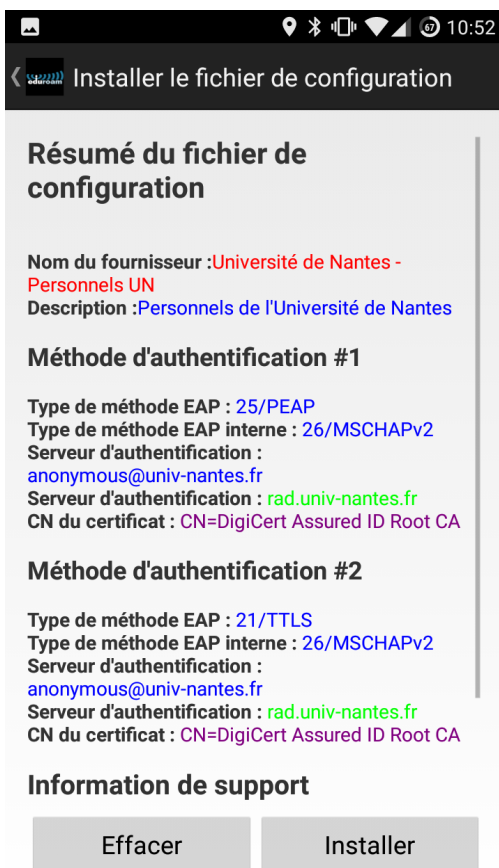 67 10:52
eduroam Installer le fichier de configuration
Résumé du fichier de
configuration
Nom du fournisseur :Université de Nantes -
Personnels UN
Description :Personnels de l'Université de Nantes
Méthode d'authentification #1
Type de méthode EAP : 25/PEAP
Type de méthode EAP interne : 26/MSCHAPv2
Serveur d'authentification :
anonymous@univ-nantes.fr
Serveur d'authentification : rad.univ-nantes.fr
CN du certificat : CN=DigiCert Assured ID Root CA
Méthode d'authentification #2
Type de méthode EAP : 21/TTLS
Type de méthode EAP interne : 26/MSCHAPv2
Serveur d'authentification :
anonymous@univ-nantes.fr
Serveur d'authentification : rad.univ-nantes.fr
CN du certificat : CN=DigiCert Assured ID Root CA
Information de support
Effacer Installer